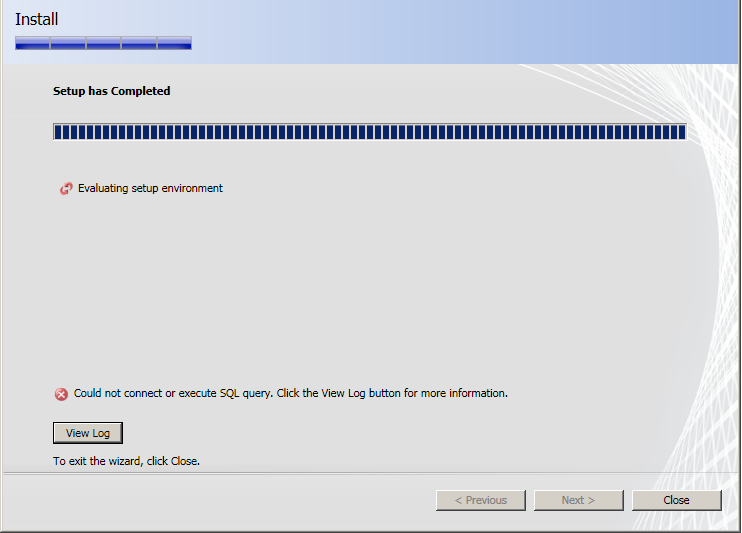 Install
Setup has Completed
Evaluating setup environment
Could not connect or execute SQL query. Click the View Log button for more information.
View Log
To exit the wizard, click Close.
< Previous
Next >
Close